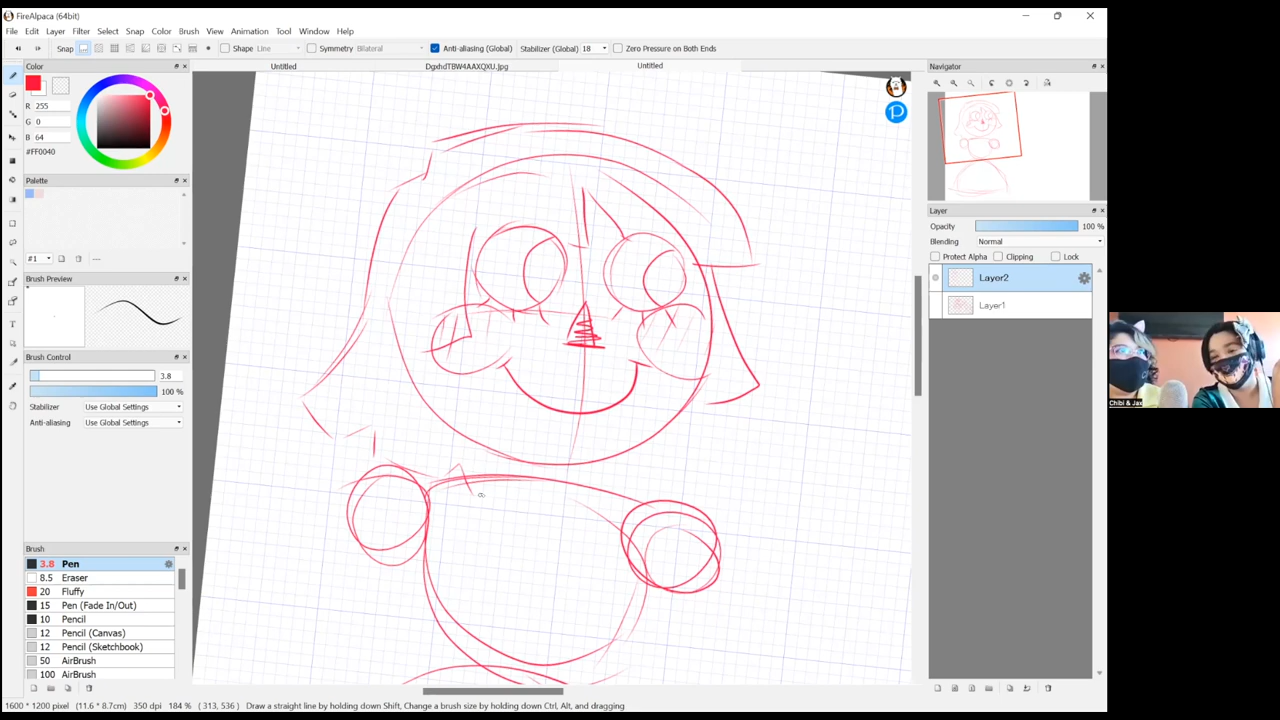 FireAlpaca (64bit)
File Edit Layer Filter Select Snap Color Brush View Animation Tool Window Help
Snap Shape Line Symmetry Bilateral Anti-aliasing (Global) Stabilizer (Global) 18 Zero Pressure on Both Ends
Color
Untitled
DgxhdTBW4AAXQXU.jpg
Untitled
Navigator
R 255
G 0
B 64
#FF0040
Palette
#1
---
Brush Preview
Brush Control
3.8
100 %
Stabilizer Use Global Settings
Anti-aliasing Use Global Settings
Brush
3.8 Pen
8.5 Eraser
20 Fluffy
15 Pen (Fade In/Out)
10 Pencil
12 Pencil (Canvas)
12 Pencil (Sketchbook)
50 AirBrush
100 AirBrush
Layer
Opacity 100 %
Blending Normal
Protect Alpha Clipping Lock
Layer2
Layer1
Chibi & Jax
1600 * 1200 pixel (11.6 * 8.7cm) 350 dpi 184 % ( 313, 536 ) Draw a straight line by holding down Shift, Change a brush size by holding down Ctrl, Alt, and dragging